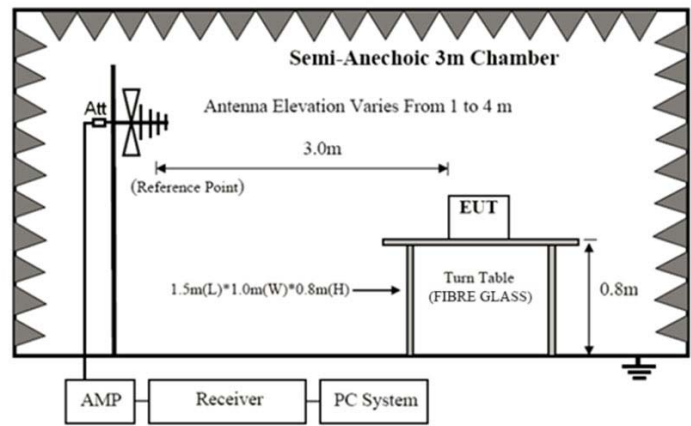 Semi-Anechoic 3m Chamber
Att
Antenna Elevation Varies From 1 to 4 m
3.0m
(Reference Point)
EUT
1.5m(L)*1.0m(W)*0.8m(H)
Turn Table
(FIBRE GLASS)
0.8m
AMP
Receiver
PC System